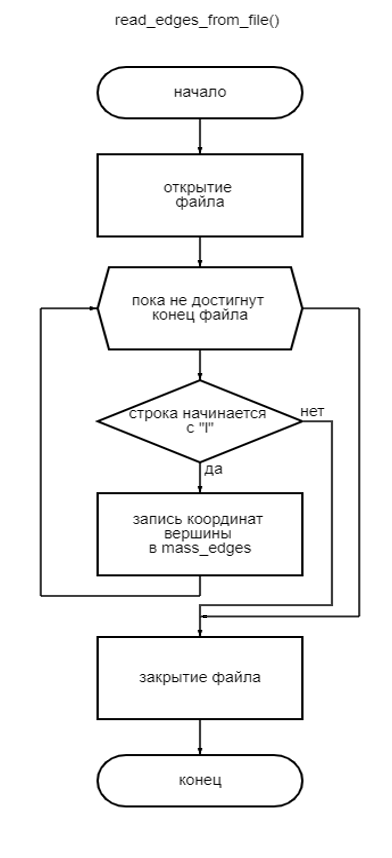 read_edges_from_file()
начало
открытие
файла
пока не достигнут
конец файла
строка начинается
с "l"
нет
да
запись координат
вершины
в mass_edges
закрытие файла
конец